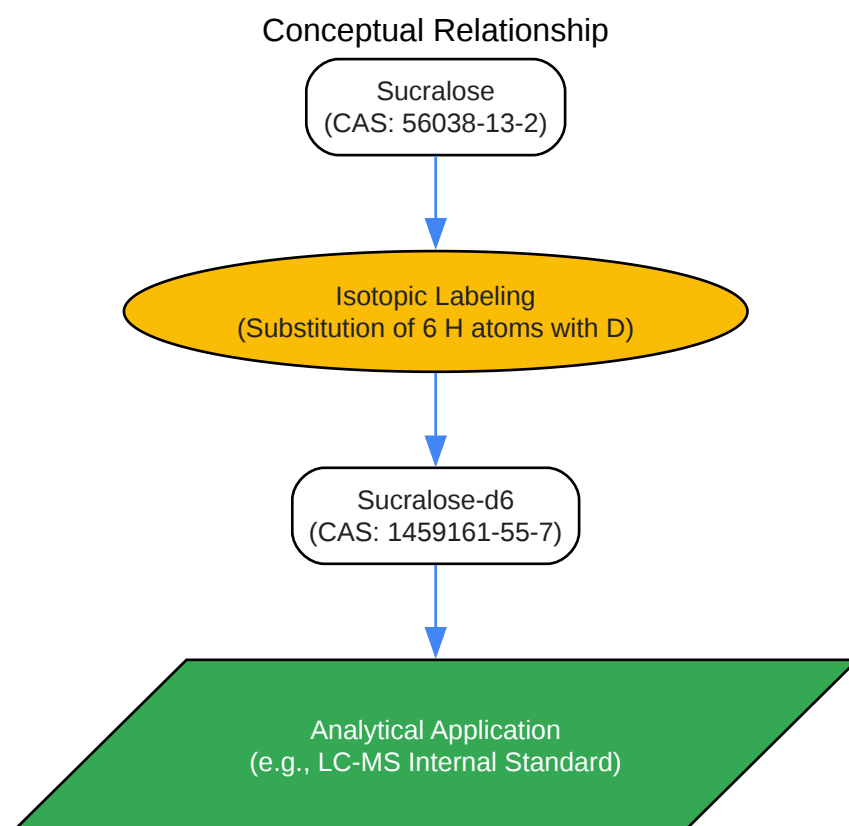 Conceptual Relationship
Sucralose
(CAS: 56038-13-2)
Isotopic Labeling
(Substitution of 6 H atoms with D)
Sucralose-d6
(CAS: 1459161-55-7)
Analytical Application
(e.g., LC-MS Internal Standard)